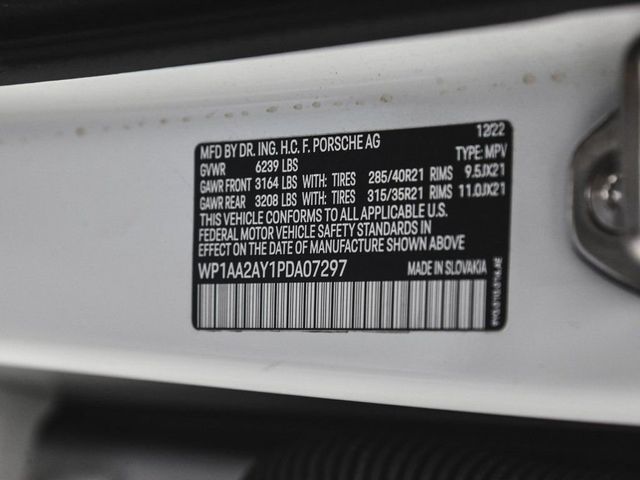 MFD BY DR. ING. H.C. F. PORSCHE AG 12/22
GVWR 6239 LBS TYPE: MPV
GAWR FRONT 3164 LBS WITH: TIRES 285/40R21 RIMS 9.5JX21
GAWR REAR 3208 LBS WITH: TIRES 315/35R21 RIMS 11.0JX21
THIS VEHICLE CONFORMS TO ALL APPLICABLE U.S.
FEDERAL MOTOR VEHICLE SAFETY STANDARDS IN
EFFECT ON THE DATE OF MANUFACTURE SHOWN ABOVE
WP1AA2AY1PDA07297 MADE IN SLOVAKIA